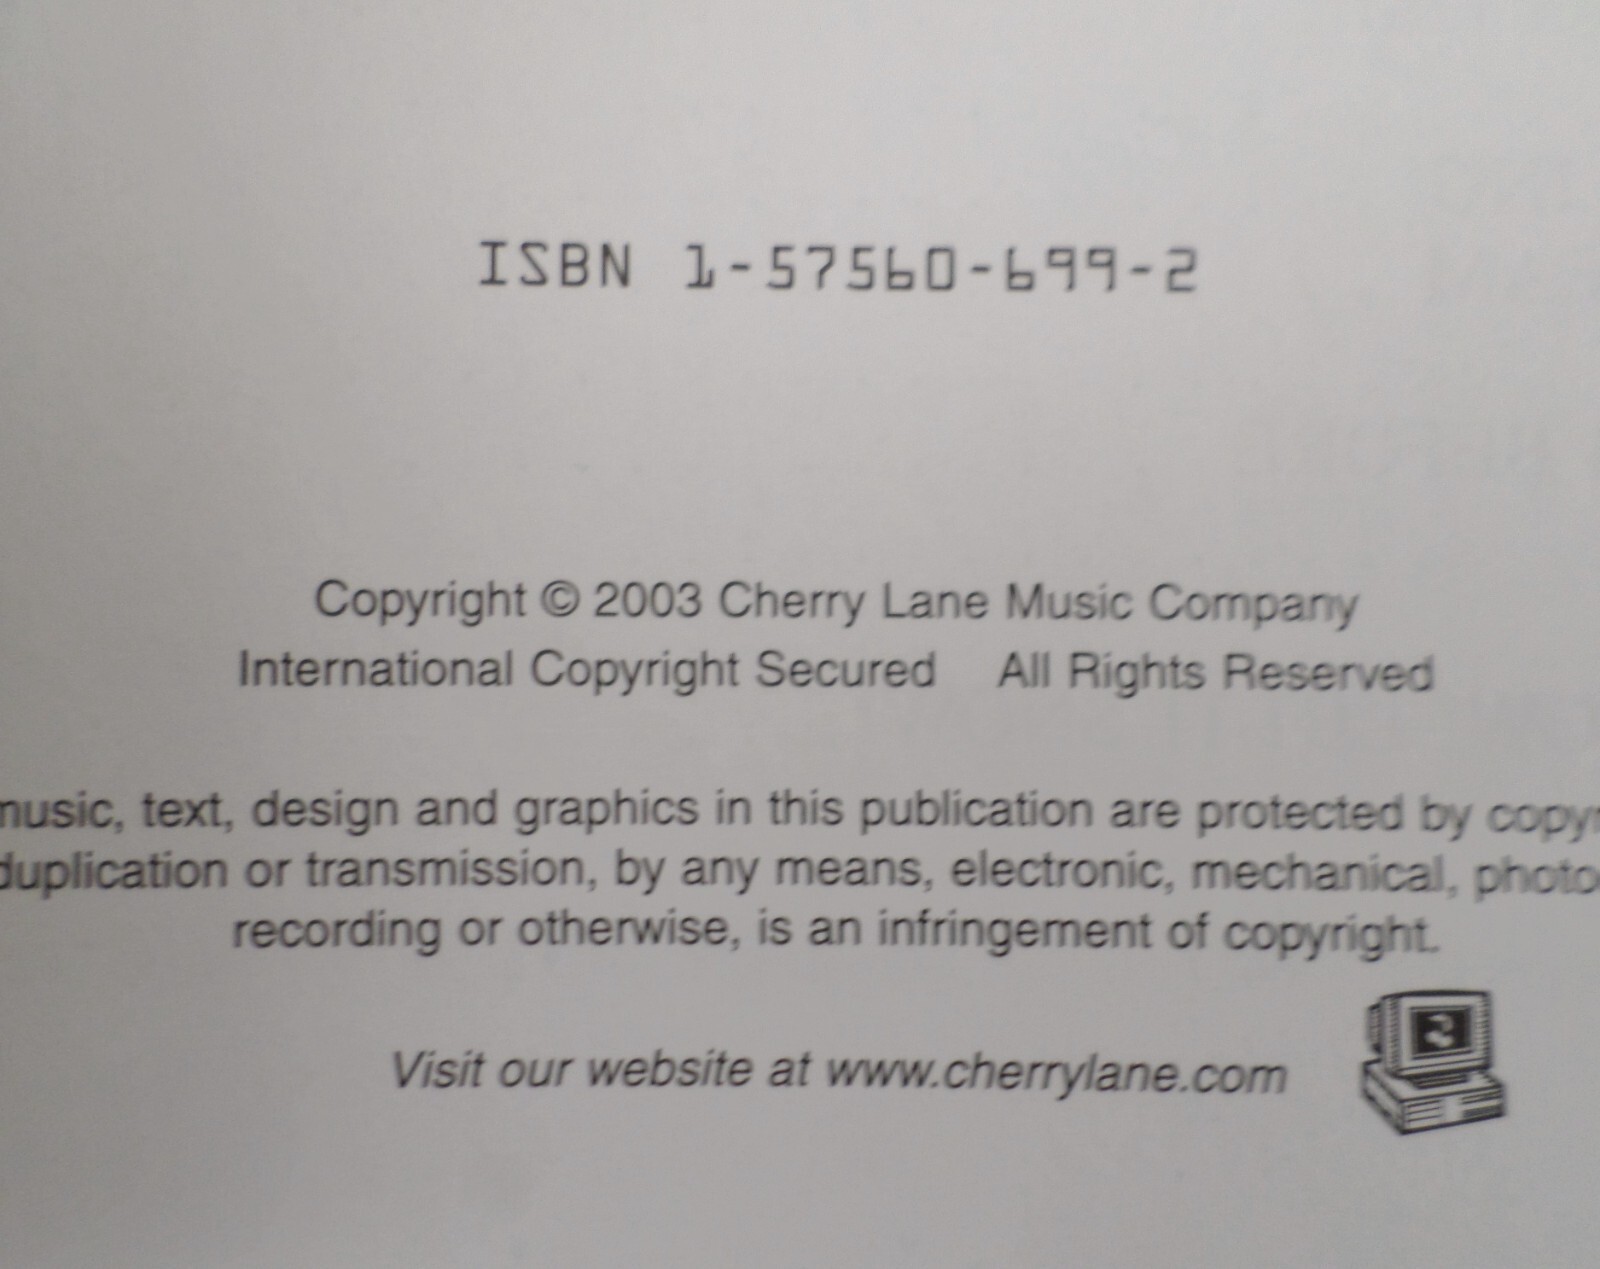 ISBN 1-57560-699-2
Copyright © 2003 Cherry Lane Music Company
International Copyright Secured All Rights Reserved
music, text, design and graphics in this publication are protected by copyr
duplication or transmission, by any means, electronic, mechanical, photo
recording or otherwise, is an infringement of copyright.
Visit our website at www.cherrylane.com